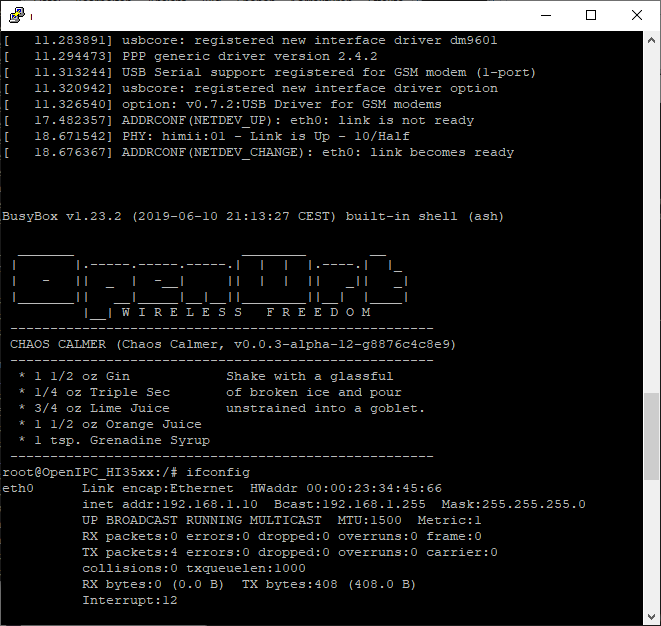 [   11.283891] usbcore: registered new interface driver dm9601
[   11.294473] PPP generic driver version 2.4.2
[   11.313244] USB Serial support registered for GSM modem (1-port)
[   11.320942] usbcore: registered new interface driver option
[   11.326540] option: v0.7.2:USB Driver for GSM modems
[   17.482357] ADDRCONF(NETDEV_UP): eth0: link is not ready
[   18.671542] PHY: himii:01 - Link is Up - 10/Half
[   18.676367] ADDRCONF(NETDEV_CHANGE): eth0: link becomes ready
BusyBox v1.23.2 (2019-06-10 21:13:27 CEST) built-in shell (ash)
OpenWrt
W I R E L E S S   F R E E D O M
-----------------------------------------------------
CHAOS CALMER (Chaos Calmer, v0.0.3-alpha-12-g8876c4c8e9)
-----------------------------------------------------
* 1 1/2 oz Gin            Shake with a glassful
* 1/4 oz Triple Sec       of broken ice and pour
* 3/4 oz Lime Juice       unstrained into a goblet.
* 1 1/2 oz Orange Juice
* 1 tsp. Grenadine Syrup
-----------------------------------------------------
root@OpenIPC_HI35xx:/# ifconfig
eth0      Link encap:Ethernet  HWaddr 00:00:23:34:45:66
          inet addr:192.168.1.10  Bcast:192.168.1.255  Mask:255.255.255.0
          UP BROADCAST RUNNING MULTICAST  MTU:1500  Metric:1
          RX packets:0 errors:0 dropped:0 overruns:0 frame:0
          TX packets:4 errors:0 dropped:0 overruns:0 carrier:0
          collisions:0 txqueuelen:1000
          RX bytes:0 (0.0 B)  TX bytes:408 (408.0 B)
          Interrupt:12